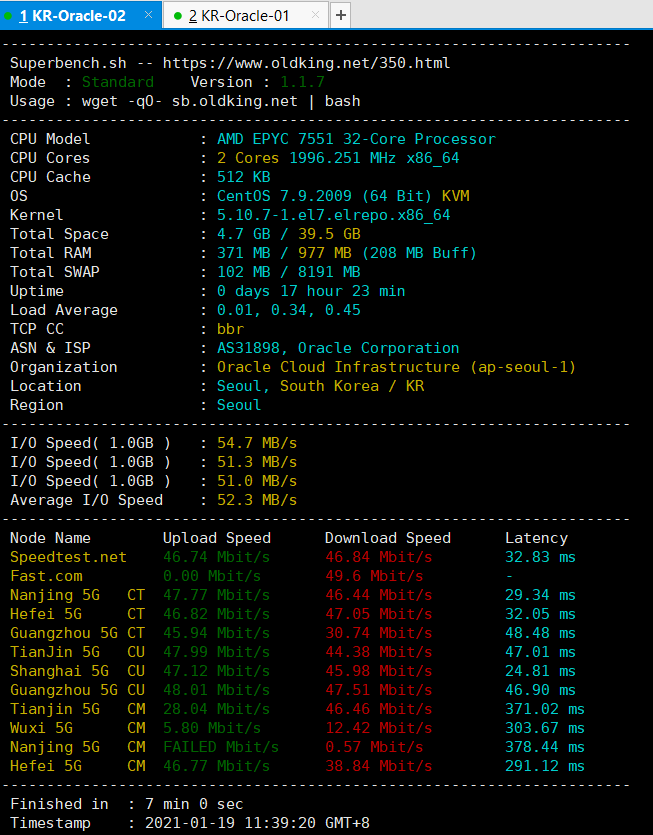 1 KR-Oracle-02 × 2 KR-Oracle-01 × +
----------------------------------------------------------------------
Superbench.sh -- https://www.oldking.net/350.html
Mode  : Standard    Version : 1.1.7
Usage : wget -qO- sb.oldking.net | bash
----------------------------------------------------------------------
CPU Model            : AMD EPYC 7551 32-Core Processor
CPU Cores            : 2 Cores 1996.251 MHz x86_64
CPU Cache            : 512 KB
OS                   : CentOS 7.9.2009 (64 Bit) KVM
Kernel               : 5.10.7-1.el7.elrepo.x86_64
Total Space          : 4.7 GB / 39.5 GB
Total RAM            : 371 MB / 977 MB (208 MB Buff)
Total SWAP           : 102 MB / 8191 MB
Uptime               : 0 days 17 hour 23 min
Load Average         : 0.01, 0.34, 0.45
TCP CC               : bbr
ASN & ISP            : AS31898, Oracle Corporation
Organization         : Oracle Cloud Infrastructure (ap-seoul-1)
Location             : Seoul, South Korea / KR
Region               : Seoul
----------------------------------------------------------------------
I/O Speed( 1.0GB )   : 54.7 MB/s
I/O Speed( 1.0GB )   : 51.3 MB/s
I/O Speed( 1.0GB )   : 51.0 MB/s
Average I/O Speed    : 52.3 MB/s
----------------------------------------------------------------------
Node Name        Upload Speed      Download Speed      Latency
Speedtest.net    46.74 Mbit/s      46.84 Mbit/s        32.83 ms
Fast.com         0.00 Mbit/s       49.6 Mbit/s         -
Nanjing 5G   CT  47.77 Mbit/s      46.44 Mbit/s        29.34 ms
Hefei 5G     CT  46.82 Mbit/s      47.05 Mbit/s        32.05 ms
Guangzhou 5G CT  45.94 Mbit/s      30.74 Mbit/s        48.48 ms
TianJin 5G   CU  47.99 Mbit/s      44.38 Mbit/s        47.01 ms
Shanghai 5G  CU  47.12 Mbit/s      45.98 Mbit/s        24.81 ms
Guangzhou 5G CU  48.01 Mbit/s      47.51 Mbit/s        46.90 ms
Tianjin 5G   CM  28.04 Mbit/s      46.46 Mbit/s        371.02 ms
Wuxi 5G      CM  5.80 Mbit/s       12.42 Mbit/s        303.67 ms
Nanjing 5G   CM  FAILED Mbit/s     0.57 Mbit/s         378.44 ms
Hefei 5G     CM  46.77 Mbit/s      38.84 Mbit/s        291.12 ms
----------------------------------------------------------------------
Finished in  : 7 min 0 sec
Timestamp    : 2021-01-19 11:39:20 GMT+8